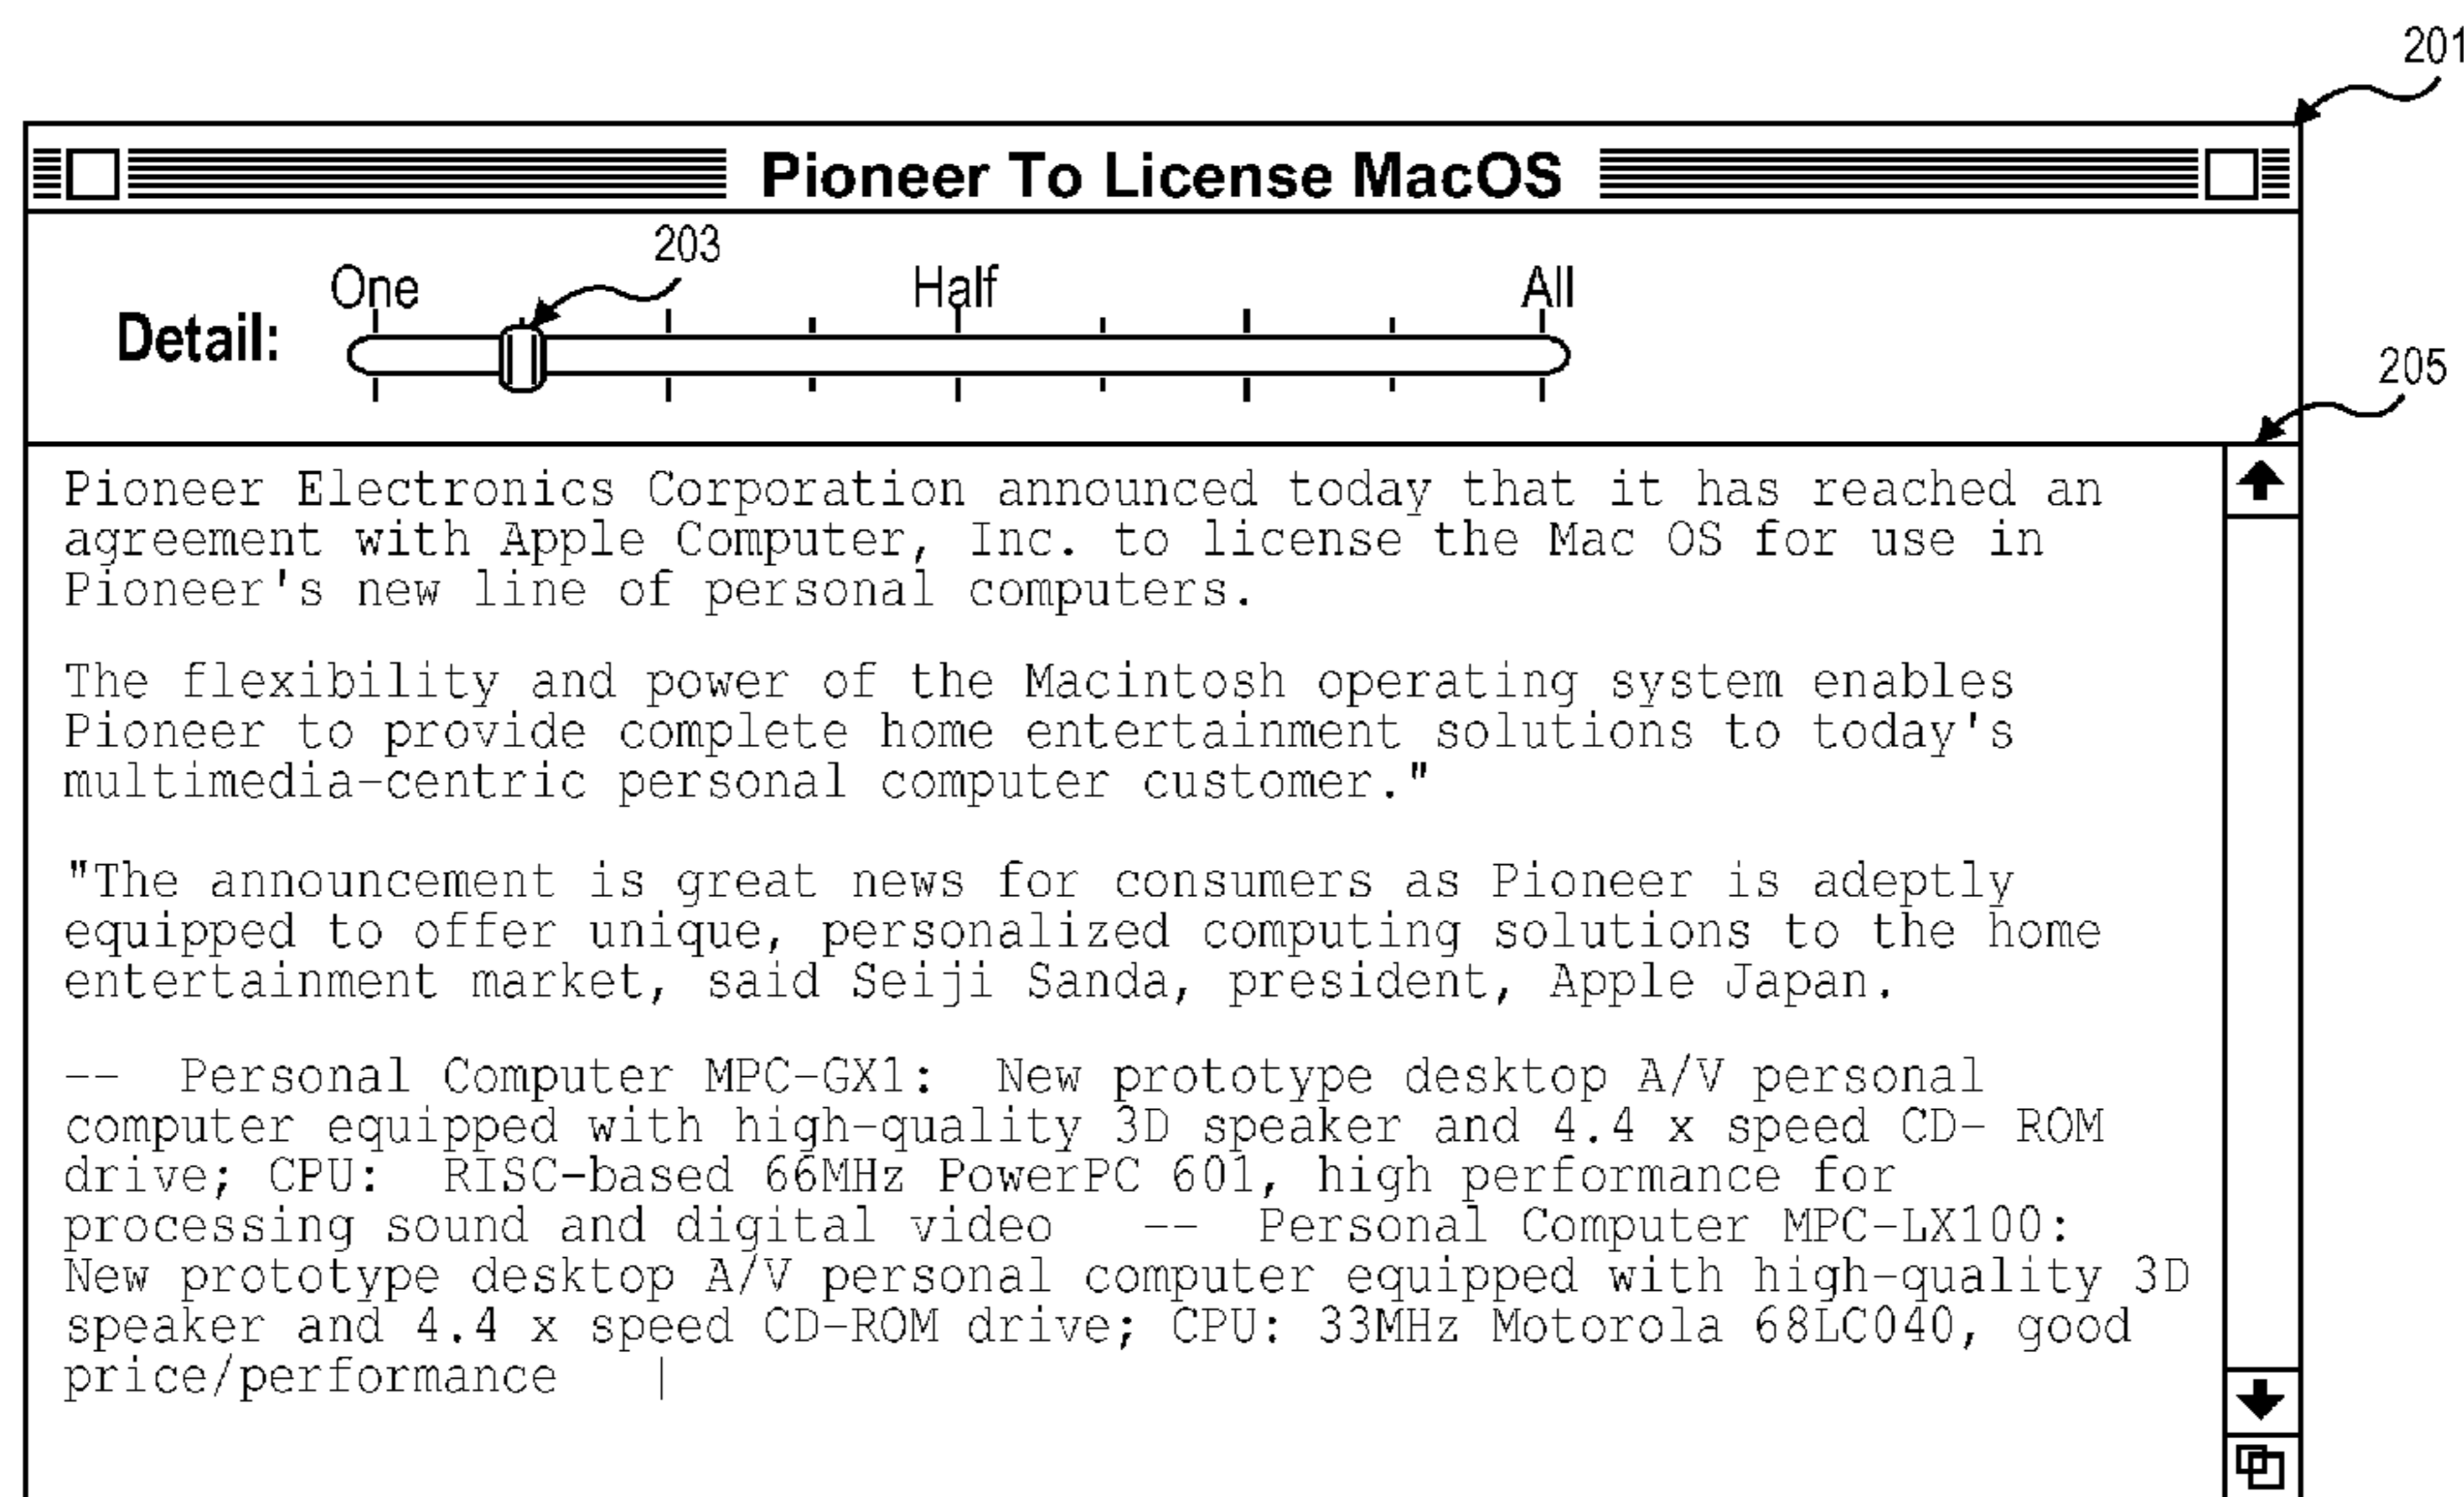 201
Pioneer To License MacOS
203
One Half All
Detail:
205
Pioneer Electronics Corporation announced today that it has reached an
agreement with Apple Computer, Inc. to license the Mac OS for use in
Pioneer's new line of personal computers.
The flexibility and power of the Macintosh operating system enables
Pioneer to provide complete home entertainment solutions to today's
multimedia-centric personal computer customer."
"The announcement is great news for consumers as Pioneer is adeptly
equipped to offer unique, personalized computing solutions to the home
entertainment market, said Seiji Sanda, president, Apple Japan.
-- Personal Computer MPC-GX1: New prototype desktop A/V personal
computer equipped with high-quality 3D speaker and 4.4 x speed CD- ROM
drive; CPU: RISC-based 66MHz PowerPC 601, high performance for
processing sound and digital video -- Personal Computer MPC-LX100:
New prototype desktop A/V personal computer equipped with high-quality 3D
speaker and 4.4 x speed CD-ROM drive; CPU: 33MHz Motorola 68LC040, good
price/performance |